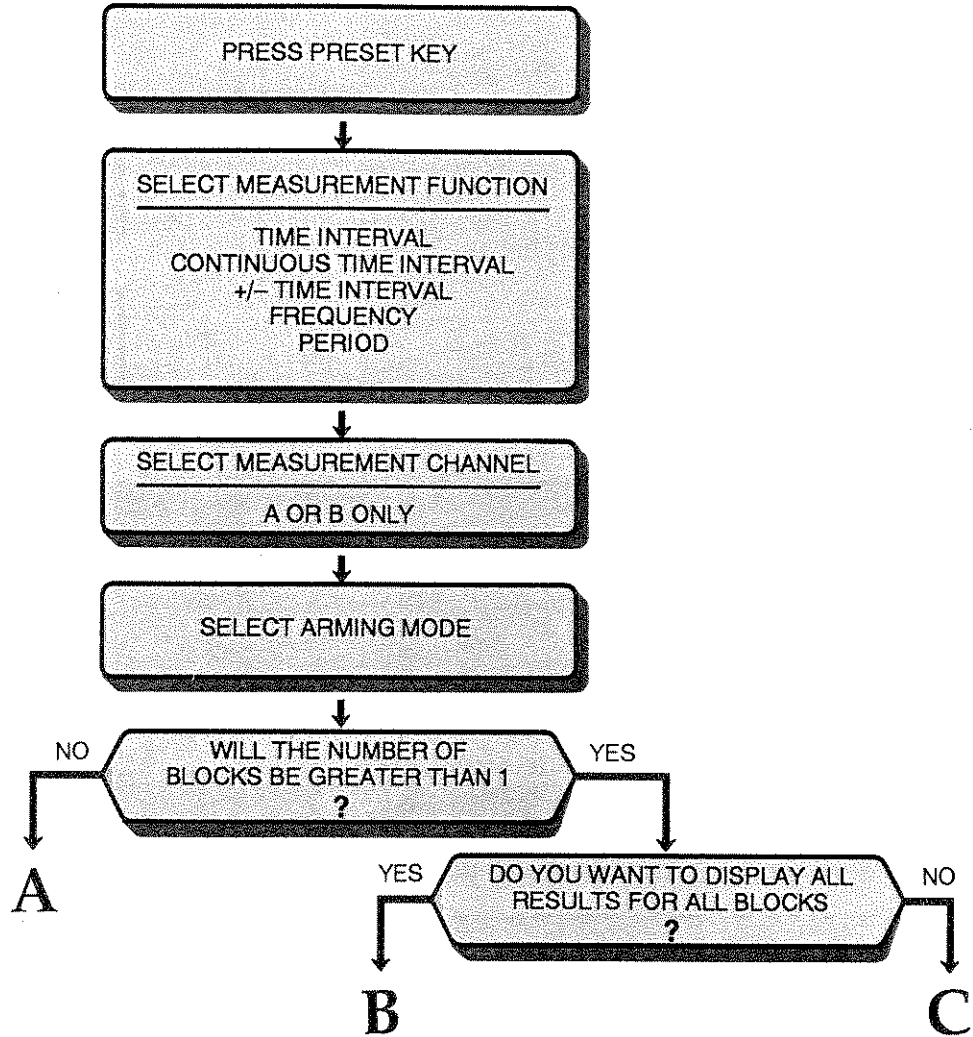 PRESS PRESET KEY
SELECT MEASUREMENT FUNCTION
TIME INTERVAL
CONTINUOUS TIME INTERVAL
+/– TIME INTERVAL
FREQUENCY
PERIOD
SELECT MEASUREMENT CHANNEL
A OR B ONLY
SELECT ARMING MODE
NO
WILL THE NUMBER OF
BLOCKS BE GREATER THAN 1
?
YES
A
YES
DO YOU WANT TO DISPLAY ALL
RESULTS FOR ALL BLOCKS
?
NO
B
C